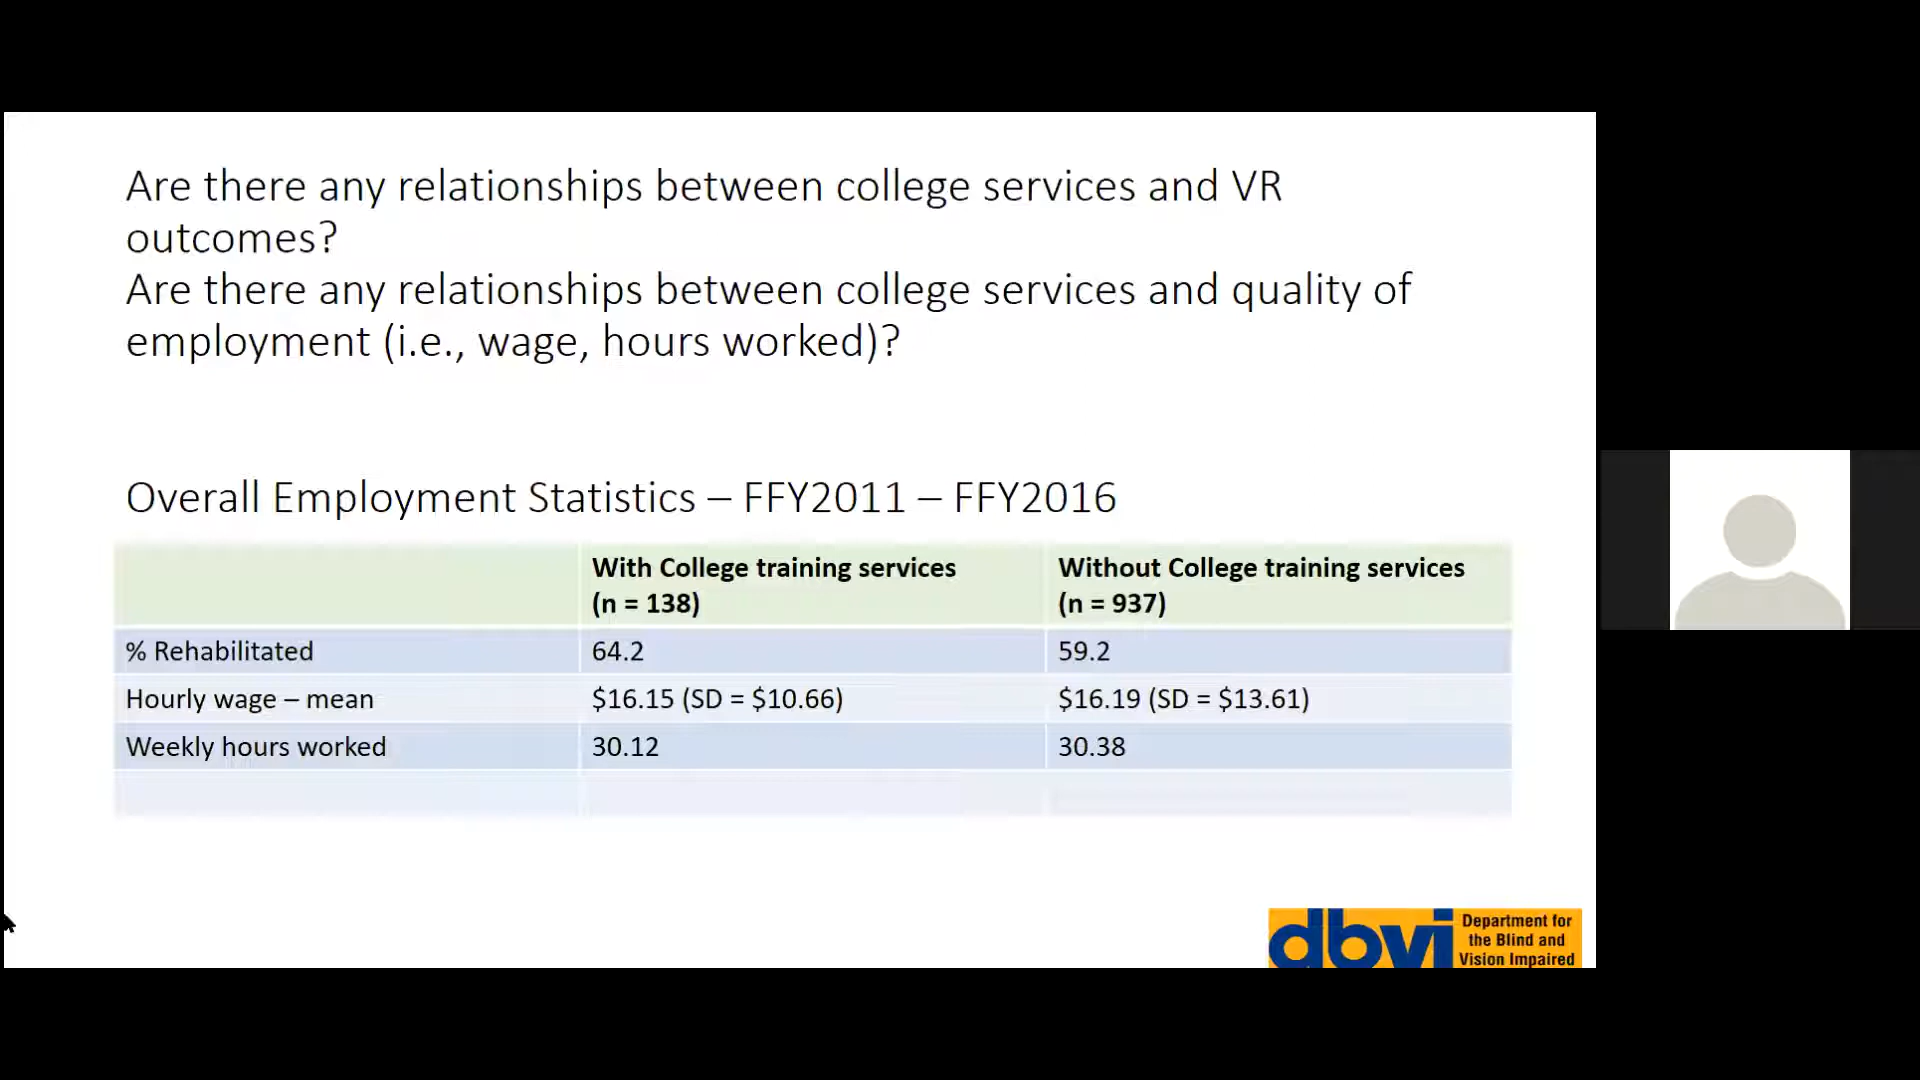 Are there any relationships between college services and VR
outcomes?
Are there any relationships between college services and quality of
employment (i.e., wage, hours worked)?
Overall Employment Statistics – FFY2011 – FFY2016
With College training services
(n = 138)
Without College training services
(n = 937)
% Rehabilitated 64.2 59.2
Hourly wage – mean $16.15 (SD = $10.66) $16.19 (SD = $13.61)
Weekly hours worked 30.12 30.38
dbvi
Department for
the Blind and
Vision Impaired